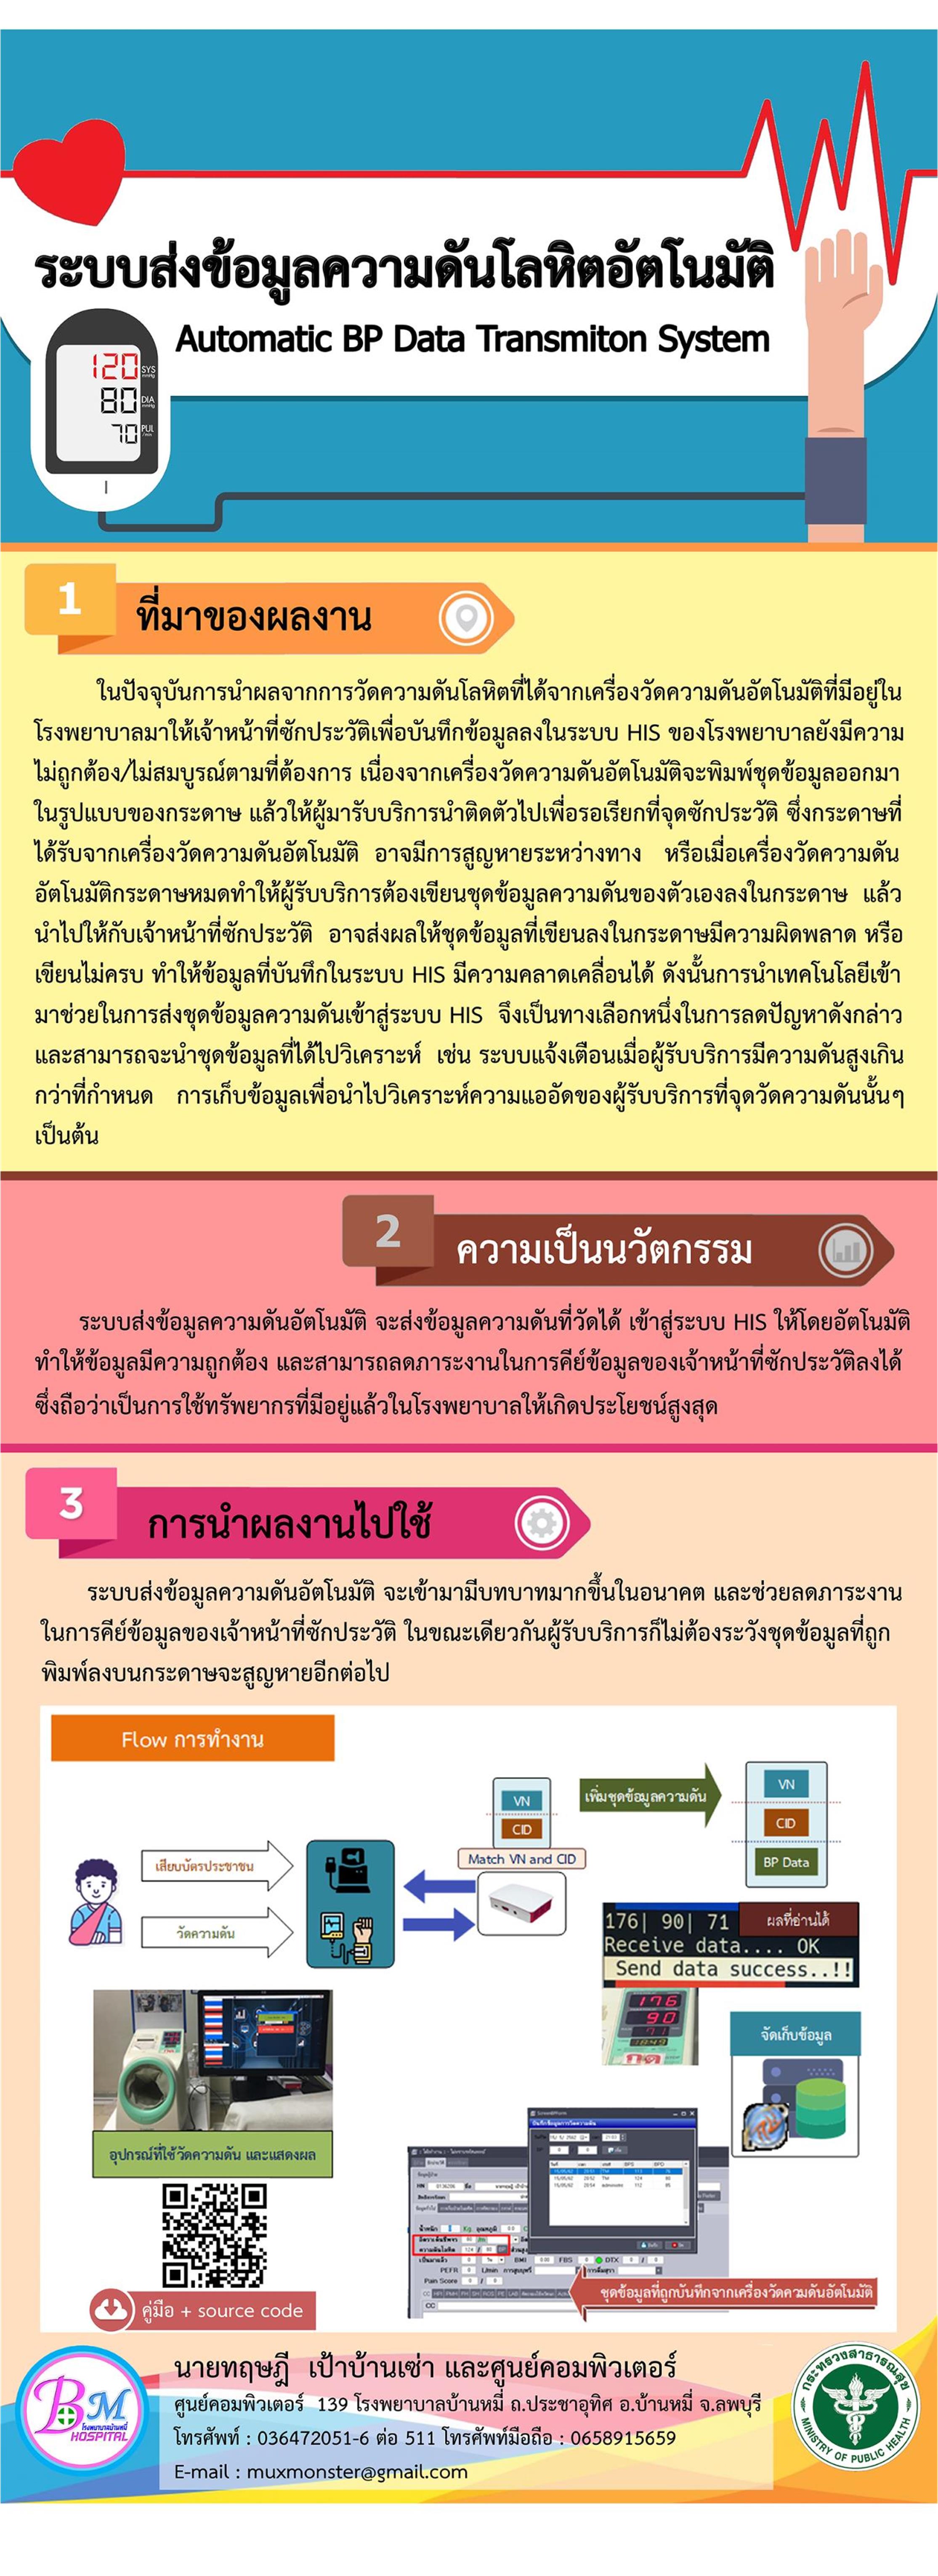 ระบบส่งข้อมูลความดันโลหิตอัตโนมัติ
Automatic BP Data Transmiton System
120 SYS mmHg
80 DIA mmHg
70 PUL /min
1
ที่มาของผลงาน
ในปัจจุบันการนำผลจากการวัดความดันโลหิตที่ได้จากเครื่องวัดความดันอัตโนมัติที่มีอยู่ใน
โรงพยาบาลมาให้เจ้าหน้าที่ซักประวัติเพื่อบันทึกข้อมูลลงในระบบ HIS ของโรงพยาบาลยังมีความ
ไม่ถูกต้อง/ไม่สมบูรณ์ตามที่ต้องการ เนื่องจากเครื่องวัดความดันอัตโนมัติจะพิมพ์ชุดข้อมูลออกมา
ในรูปแบบของกระดาษ แล้วให้ผู้มารับบริการนำติดตัวไปเพื่อรอเรียกที่จุดซักประวัติ ซึ่งกระดาษที่
ได้รับจากเครื่องวัดความดันอัตโนมัติ อาจมีการสูญหายระหว่างทาง หรือเมื่อเครื่องวัดความดัน
อัตโนมัติกระดาษหมดทำให้ผู้รับบริการต้องเขียนชุดข้อมูลความดันของตัวเองลงในกระดาษ แล้ว
นำไปให้กับเจ้าหน้าที่ซักประวัติ อาจส่งผลให้ชุดข้อมูลที่เขียนลงในกระดาษมีความผิดพลาด หรือ
เขียนไม่ครบ ทำให้ข้อมูลที่บันทึกในระบบ HIS มีความคลาดเคลื่อนได้ ดังนั้นการนำเทคโนโลยีเข้า
มาช่วยในการส่งชุดข้อมูลความดันเข้าสู่ระบบ HIS จึงเป็นทางเลือกหนึ่งในการลดปัญหาดังกล่าว
และสามารถจะนำชุดข้อมูลที่ได้ไปวิเคราะห์ เช่น ระบบแจ้งเตือนเมื่อผู้รับบริการมีความดันสูงเกิน
กว่าที่กำหนด การเก็บข้อมูลเพื่อนำไปวิเคราะห์ความแออัดของผู้รับบริการที่จุดวัดความดันนั้นๆ
เป็นต้น
2
ความเป็นนวัตกรรม
ระบบส่งข้อมูลความดันอัตโนมัติ จะส่งข้อมูลความดันที่วัดได้ เข้าสู่ระบบ HIS ให้โดยอัตโนมัติ
ทำให้ข้อมูลมีความถูกต้อง และสามารถลดภาระงานในการคีย์ข้อมูลของเจ้าหน้าที่ซักประวัติลงได้
ซึ่งถือว่าเป็นการใช้ทรัพยากรที่มีอยู่แล้วในโรงพยาบาลให้เกิดประโยชน์สูงสุด
3
การนำผลงานไปใช้
ระบบส่งข้อมูลความดันอัตโนมัติ จะเข้ามามีบทบาทมากขึ้นในอนาคต และช่วยลดภาระงาน
ในการคีย์ข้อมูลของเจ้าหน้าที่ซักประวัติ ในขณะเดียวกันผู้รับบริการก็ไม่ต้องระวังชุดข้อมูลที่ถูก
พิมพ์ลงบนกระดาษจะสูญหายอีกต่อไป
Flow การทำงาน
เสียบบัตรประชาชน
วัดความดัน
VN
CID
Match VN and CID
เพิ่มชุดข้อมูลความดัน
VN
CID
BP Data
176| 90| 71
ผลที่อ่านได้
Receive data.... OK
Send data success..!!
176
90
71
จัดเก็บข้อมูล
อุปกรณ์ที่ใช้วัดความดัน และแสดงผล
น้ำหนัก Kg. อุณหภูมิ
BMI FBS DTX
PEFR L/min การสูบบุหรี่
Pain Score
CC
ชุดข้อมูลที่ถูกบันทึกจากเครื่องวัดความดันอัตโนมัติ
คู่มือ + source code
นายทฤษฎี เป้าบ้านเซ่า และศูนย์คอมพิวเตอร์
ศูนย์คอมพิวเตอร์ 139 โรงพยาบาลบ้านหมี่ ถ.ประชาอุทิศ อ.บ้านหมี่ จ.ลพบุรี
โทรศัพท์ : 036472051-6 ต่อ 511 โทรศัพท์มือถือ : 0658915659
E-mail : muxmonster@gmail.com
BM
โรงพยาบาลบ้านหมี่
HOSPITAL
กระทรวงสาธารณสุข
MINISTRY OF PUBLIC HEALTH